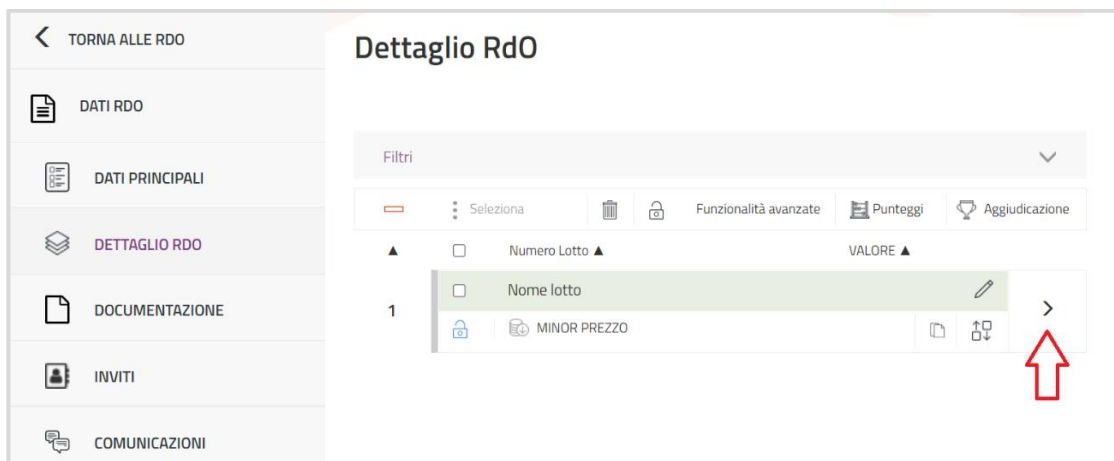 TORNA ALLE RDO
Dettaglio RdO
DATI RDO
DATI PRINCIPALI
DETTAGLIO RDO
DOCUMENTAZIONE
INVITI
COMUNICAZIONI
Filtri
Seleziona Funzionalità avanzate Punteggi Aggiudicazione
▲ Numero Lotto ▲ VALORE ▲
1
Nome lotto
MINOR PREZZO